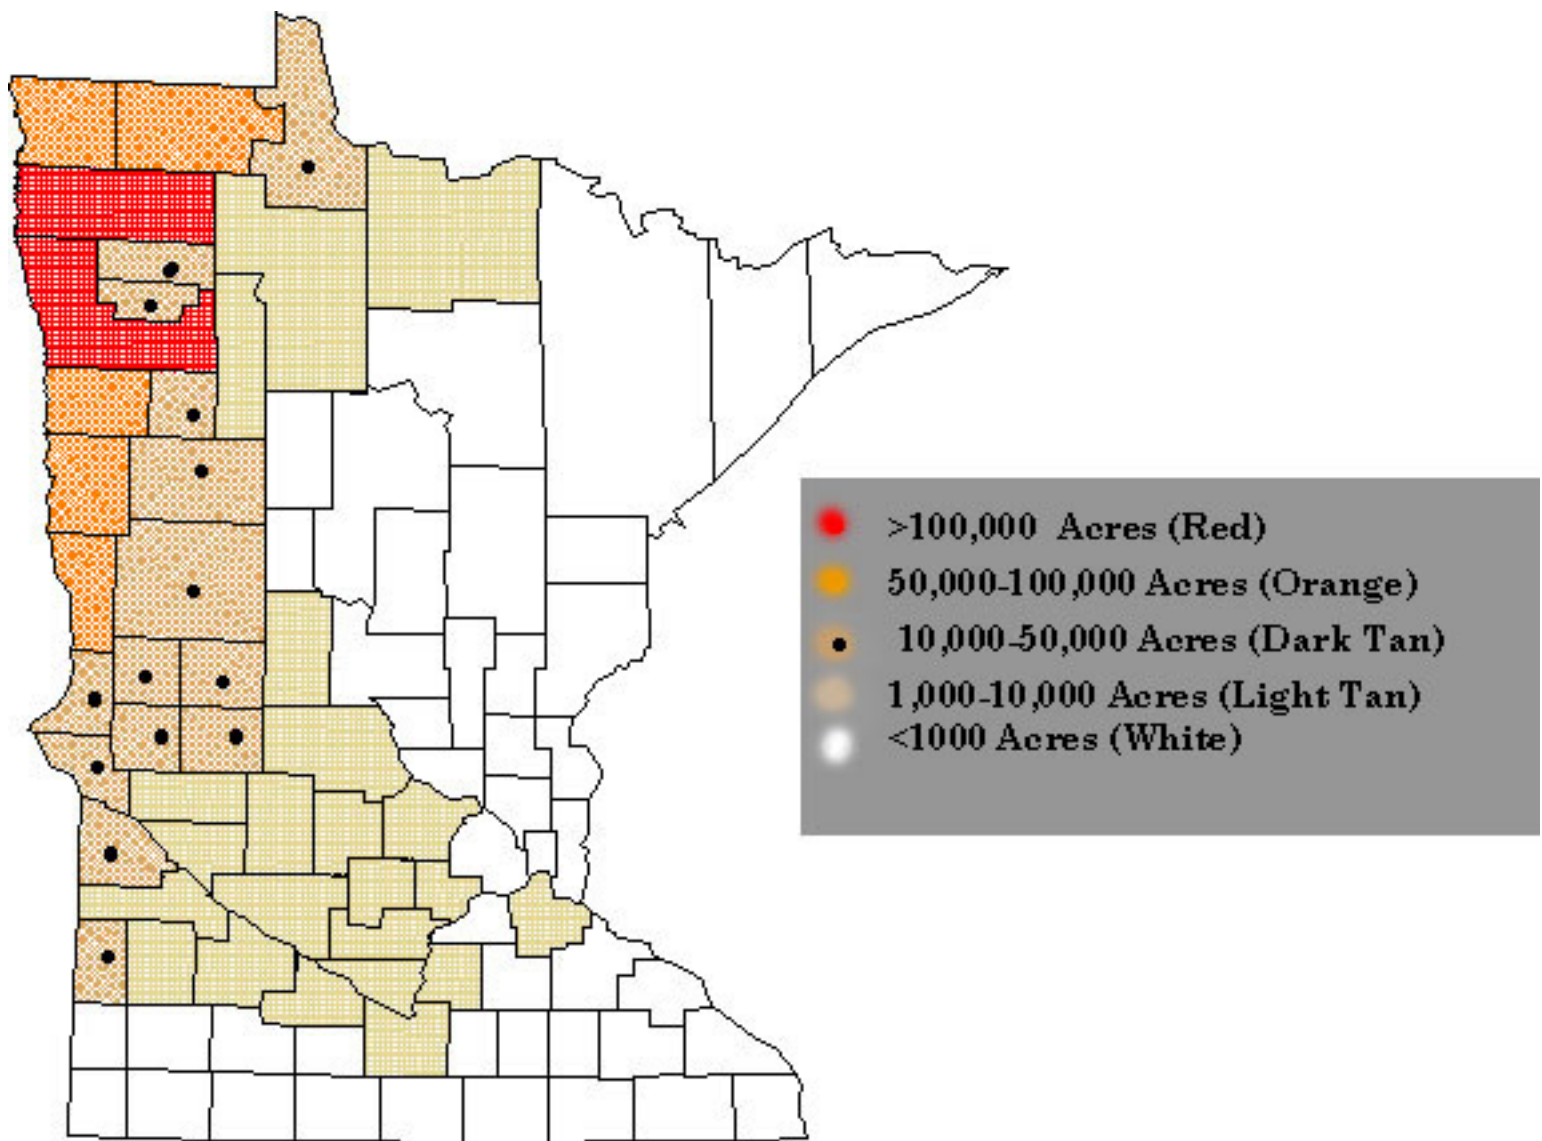 >100,000 Acres (Red)
50,000-100,000 Acres (Orange)
10,000-50,000 Acres (Dark Tan)
1,000-10,000 Acres (Light Tan)
<1000 Acres (White)